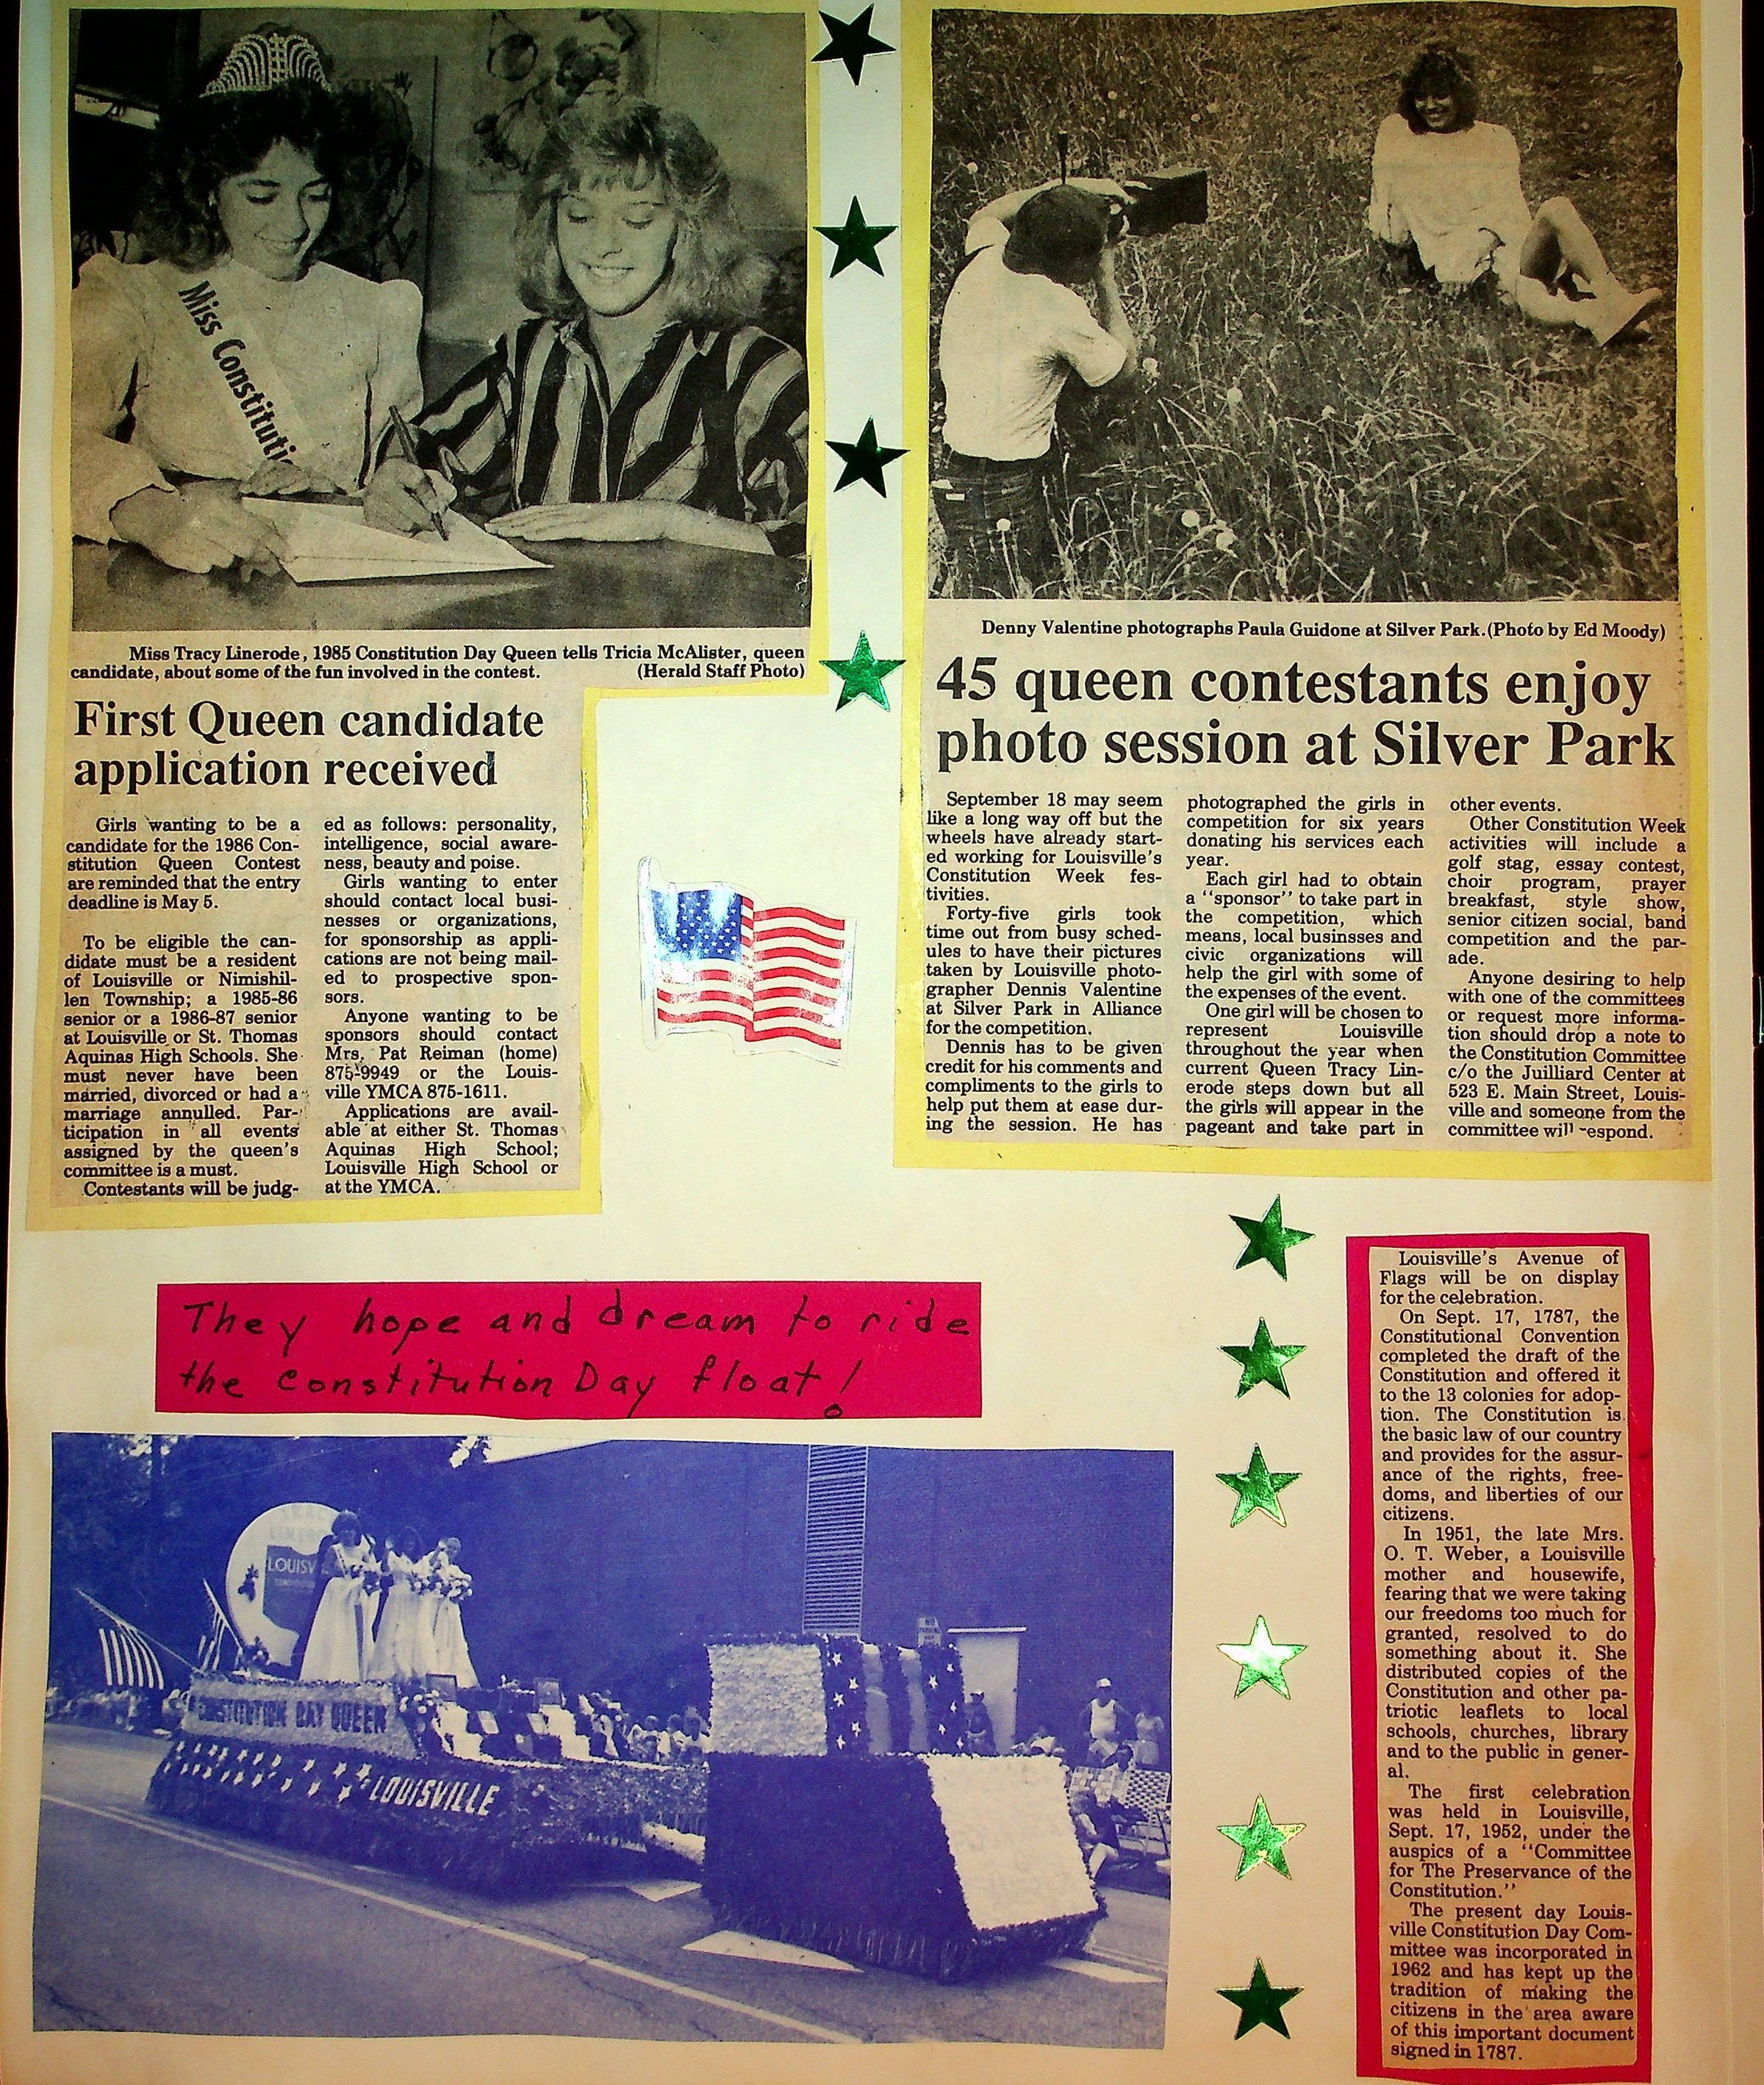 Miss Constituti
Miss Tracy Linerode, 1985 Constitution Day Queen tells Tricia McAlister, queen
candidate, about some of the fun involved in the contest. (Herald Staff Photo)
First Queen candidate
application received
Girls wanting to be a
candidate for the 1986 Con-
stitution Queen Contest
are reminded that the entry
deadline is May 5.
To be eligible the can-
didate must be a resident
of Louisville or Nimishil-
len Township; a 1985-86
senior or a 1986-87 senior
at Louisville or St. Thomas
Aquinas High Schools. She
must never have been
married, divorced or had a
marriage annulled. Par-
ticipation in all events
assigned by the queen's
committee is a must.
Contestants will be judg-
ed as follows: personality,
intelligence, social aware-
ness, beauty and poise.
Girls wanting to enter
should contact local busi-
nesses or organizations,
for sponsorship as appli-
cations are not being mail-
ed to prospective spon-
sors.
Anyone wanting to be
sponsors should contact
Mrs. Pat Reiman (home)
875-9949 or the Louis-
ville YMCA 875-1611.
Applications are avail-
able at either St. Thomas
Aquinas High School;
Louisville High School or
at the YMCA.
Denny Valentine photographs Paula Guidone at Silver Park.(Photo by Ed Moody)
45 queen contestants enjoy
photo session at Silver Park
September 18 may seem
like a long way off but the
wheels have already start-
ed working for Louisville's
Constitution Week fes-
tivities.
Forty-five girls took
time out from busy sched-
ules to have their pictures
taken by Louisville photo-
grapher Dennis Valentine
at Silver Park in Alliance
for the competition.
Dennis has to be given
credit for his comments and
compliments to the girls to
help put them at ease dur-
ing the session. He has
photographed the girls in
competition for six years
donating his services each
year.
Each girl had to obtain
a "sponsor" to take part in
the competition, which
means, local businsses and
civic organizations will
help the girl with some of
the expenses of the event.
One girl will be chosen to
represent Louisville
throughout the year when
current Queen Tracy Lin-
erode steps down but all
the girls will appear in the
pageant and take part in
other events.
Other Constitution Week
activities will include a
golf stag, essay contest,
choir program, prayer
breakfast, style show,
senior citizen social, band
competition and the par-
ade.
Anyone desiring to help
with one of the committees
or request more informa-
tion should drop a note to
the Constitution Committee
c/o the Juilliard Center at
523 E. Main Street, Louis-
ville and someone from the
committee will respond.
They hope and dream to ride
the Constitution Day float!
LOUISV
CONSTITUTION DAY QUEEN
LOUISVILLE
Louisville's Avenue of
Flags will be on display
for the celebration.
On Sept. 17, 1787, the
Constitutional Convention
completed the draft of the
Constitution and offered it
to the 13 colonies for adop-
tion. The Constitution is
the basic law of our country
and provides for the assur-
ance of the rights, free-
doms, and liberties of our
citizens.
In 1951, the late Mrs.
O. T. Weber, a Louisville
mother and housewife,
fearing that we were taking
our freedoms too much for
granted, resolved to do
something about it. She
distributed copies of the
Constitution and other pa-
triotic leaflets to local
schools, churches, library
and to the public in gener-
al.
The first celebration
was held in Louisville,
Sept. 17, 1952, under the
auspics of a "Committee
for The Preservance of the
Constitution."
The present day Louis-
ville Constitution Day Com-
mittee was incorporated in
1962 and has kept up the
tradition of making the
citizens in the area aware
of this important document
signed in 1787.